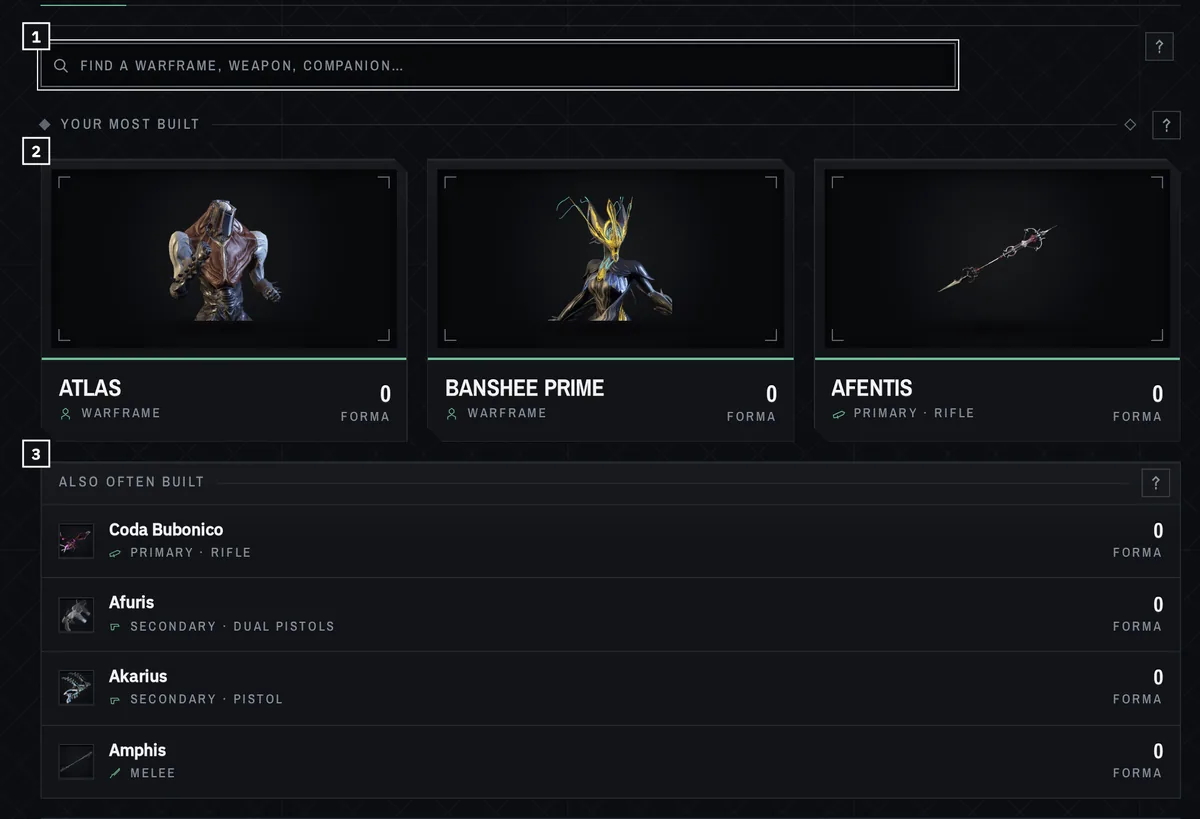 1
FIND A WARFRAME, WEAPON, COMPANION…
?
YOUR MOST BUILT
?
2
ATLAS
WARFRAME
0
FORMA
BANSHEE PRIME
WARFRAME
0
FORMA
AFENTIS
PRIMARY · RIFLE
0
FORMA
3
ALSO OFTEN BUILT
?
Coda Bubonico
PRIMARY · RIFLE
0
FORMA
Afuris
SECONDARY · DUAL PISTOLS
0
FORMA
Akarius
SECONDARY · PISTOL
0
FORMA
Amphis
MELEE
0
FORMA